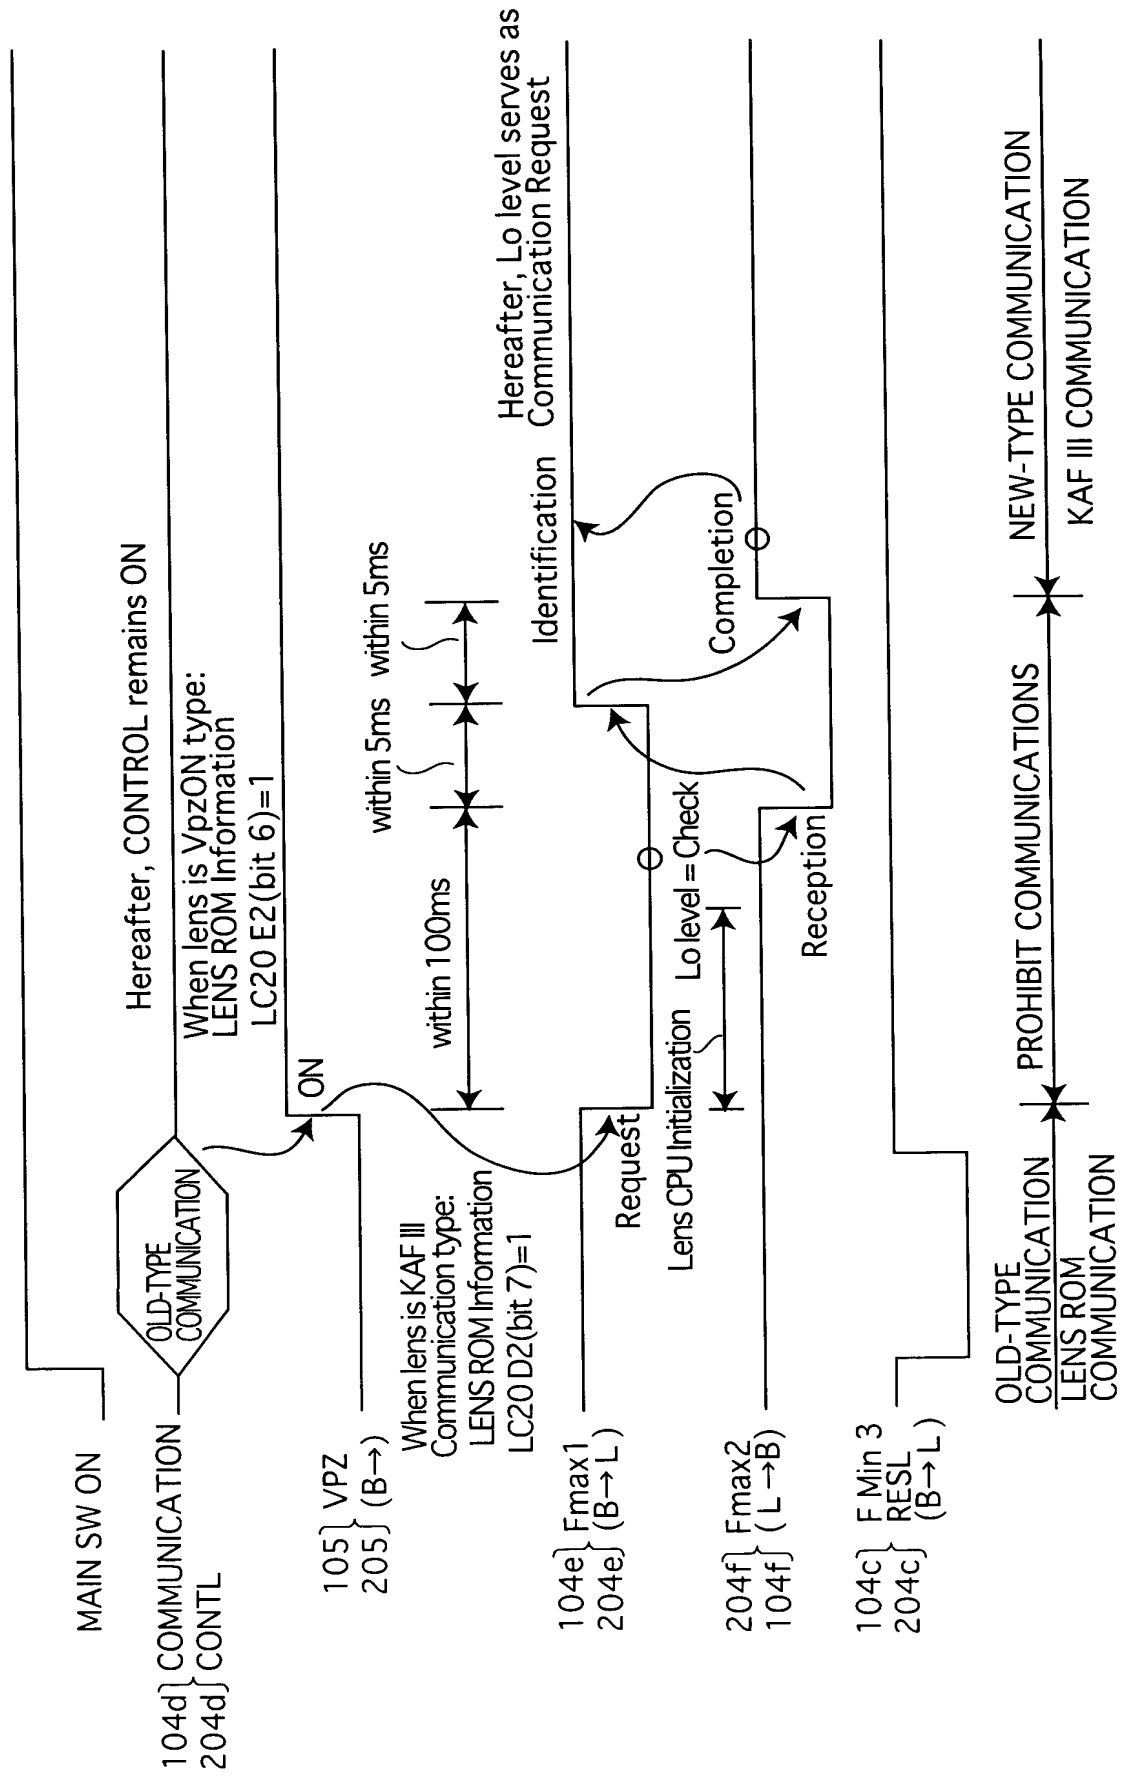 MAIN SW ON
104d
204d
COMMUNICATION
CONTL
OLD-TYPE
COMMUNICATION
Hereafter, CONTROL remains ON
When lens is VpzON type:
LENS ROM Information
LC20 E2(bit 6)=1
105
205
VPZ
(B→)
ON
When lens is KAF III
Communication type:
LENS ROM Information
LC20 D2(bit 7)=1
within 100ms
within 5ms
within 5ms
104e
204e
Fmax1
(B→L)
Request
Identification
Hereafter, Lo level serves as
Communication Request
Lens CPU Initialization
Lo level = Check
204f
104f
Fmax2
(L→B)
Reception
Completion
104c
204c
F Min 3
RESL
(B→L)
OLD-TYPE
COMMUNICATION
LENS ROM
COMMUNICATION
PROHIBIT COMMUNICATIONS
NEW-TYPE COMMUNICATION
KAF III COMMUNICATION